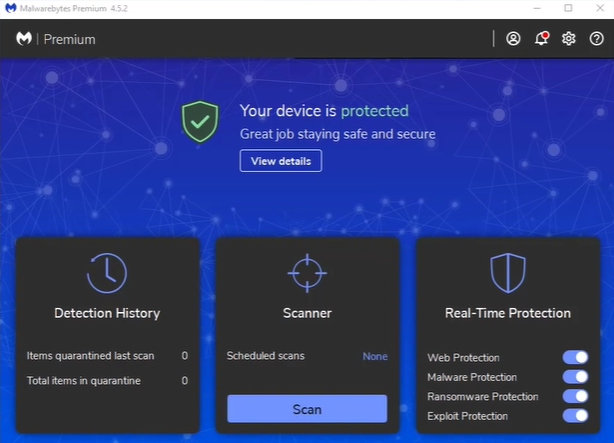 Malwarebytes Premium 4.5.2
Premium
Your device is protected
Great job staying safe and secure
View details
Detection History
Items quarantined last scan 0
Total items in quarantine 0
Scanner
Scheduled scans None
Scan
Real-Time Protection
Web Protection
Malware Protection
Ransomware Protection
Exploit Protection